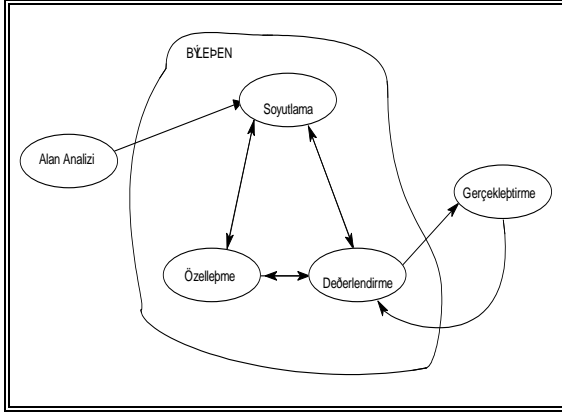 BÝLEÞEN
Soyutlama
Alan Analizi
Gerçekleþtirme
Özelleþme
Deðerlendirme